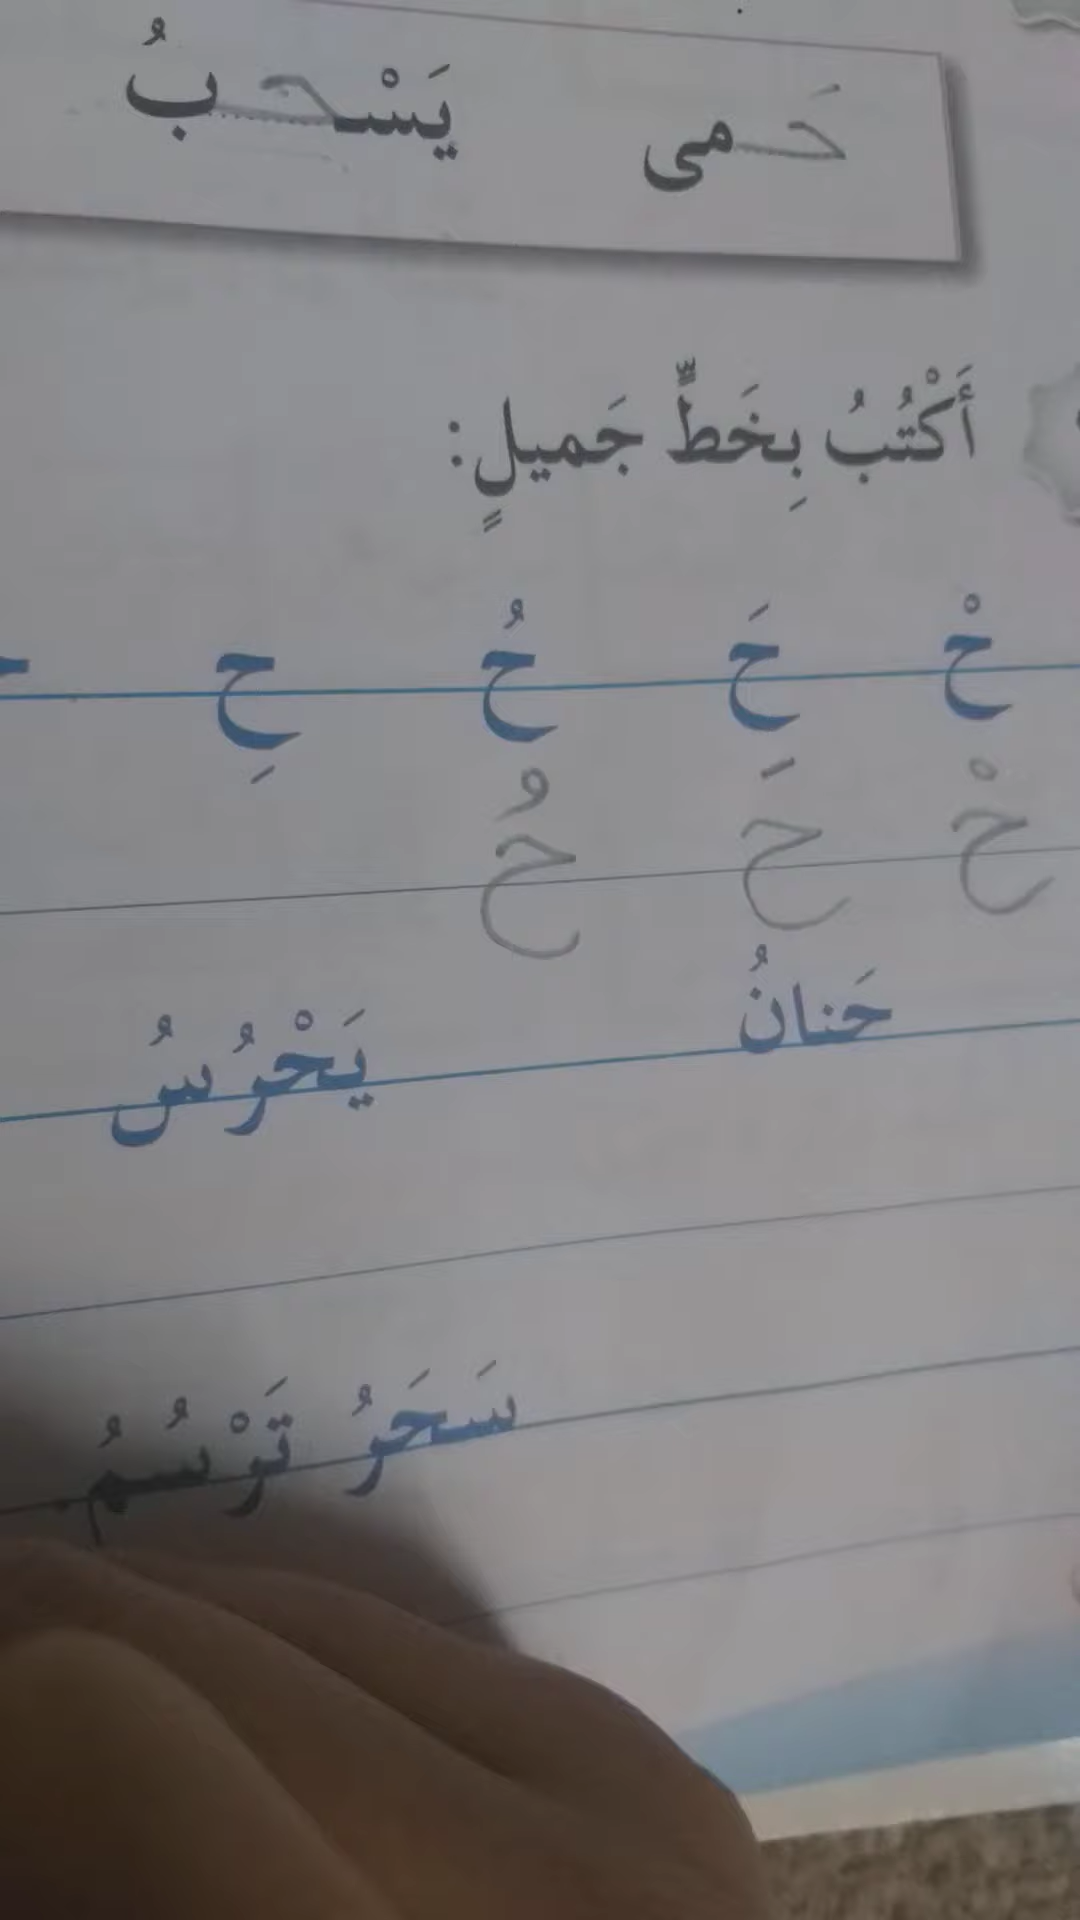 حَمى يَسْحَبُ
أَكْتُبُ بِخَطٍّ جَميلٍ:
حْ حَ حُ حِ
حْ حَ حُ
حَنانُ يَحْرُسُ
سَحَرُ تَرْسُمُ